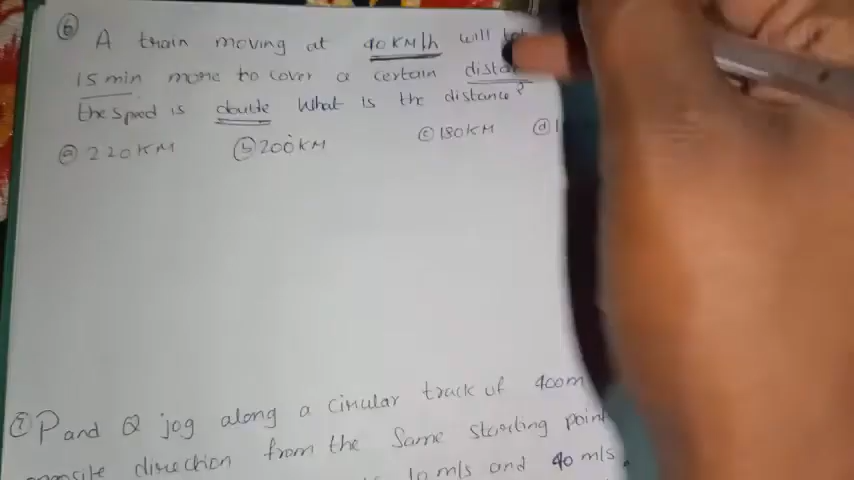 ⑥ A train moving at 40 KM/h will
15 min more to cover a certain
the speed is double What is the distance?
ⓐ 220 KM ⓑ 200 KM ⓒ 180 KM ⓓ 1
⑦ P and Q jog along a circular track of 400m
direction from the Same starting point
10 m/s and 40 m/s